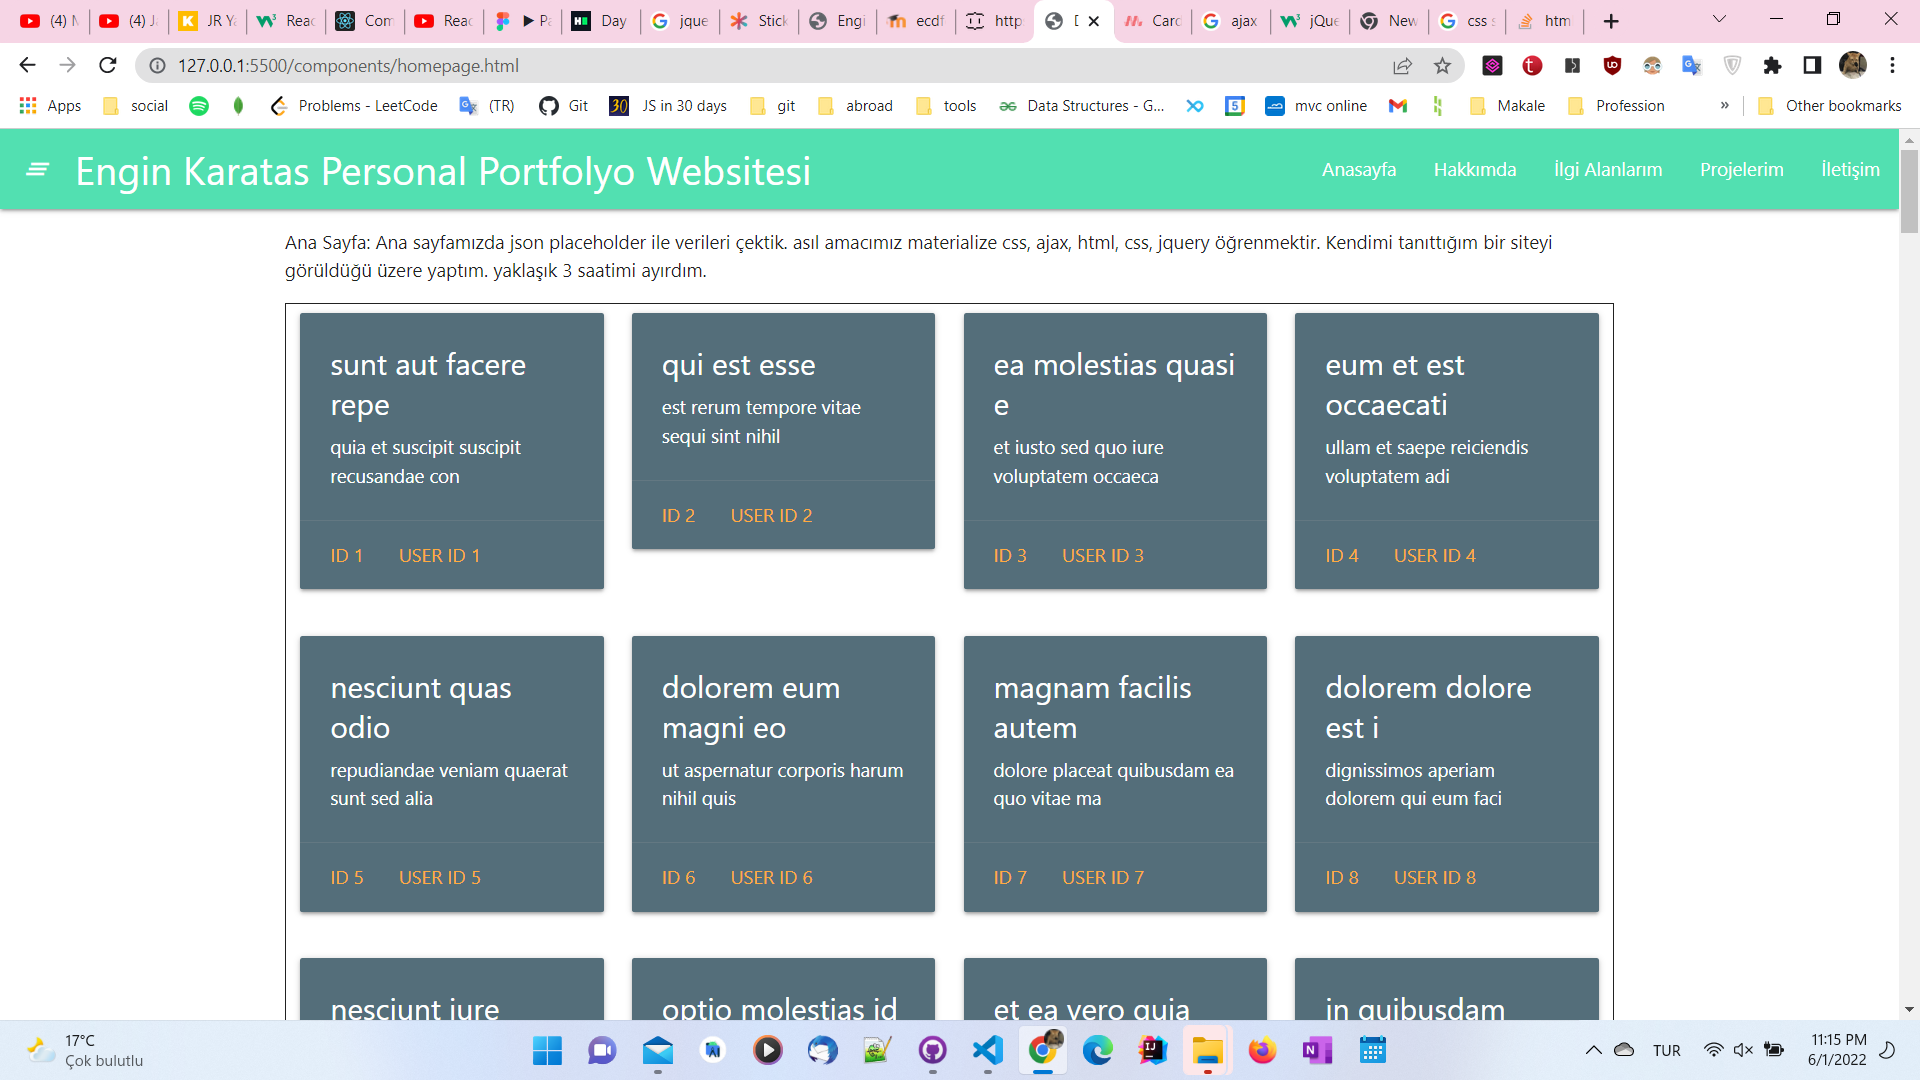 (4) M
(4) Ja
JR Ya
Reac
Com
Reac
Pa
Day
jque
Stick
Engi
ecdf
http
D
Card
ajax
jQue
New
css s
htm
127.0.0.1:5500/components/homepage.html
Apps
social
Problems - LeetCode
(TR)
Git
JS in 30 days
git
abroad
tools
Data Structures - G...
mvc online
Makale
Profession
»
Other bookmarks
Engin Karatas Personal Portfolyo Websitesi
Anasayfa
Hakkımda
İlgi Alanlarım
Projelerim
İletişim
Ana Sayfa: Ana sayfamızda json placeholder ile verileri çektik. asıl amacımız materialize css, ajax, html, css, jquery öğrenmektir. Kendimi tanıttığım bir siteyi
görüldüğü üzere yaptım. yaklaşık 3 saatimi ayırdım.
sunt aut facere
repe
quia et suscipit suscipit
recusandae con
ID 1 USER ID 1
qui est esse
est rerum tempore vitae
sequi sint nihil
ID 2 USER ID 2
ea molestias quasi
e
et iusto sed quo iure
voluptatem occaeca
ID 3 USER ID 3
eum et est
occaecati
ullam et saepe reiciendis
voluptatem adi
ID 4 USER ID 4
nesciunt quas
odio
repudiandae veniam quaerat
sunt sed alia
ID 5 USER ID 5
dolorem eum
magni eo
ut aspernatur corporis harum
nihil quis
ID 6 USER ID 6
magnam facilis
autem
dolore placeat quibusdam ea
quo vitae ma
ID 7 USER ID 7
dolorem dolore
est i
dignissimos aperiam
dolorem qui eum faci
ID 8 USER ID 8
nesciunt iure
optio molestias id
et ea vero quia
in quibusdam
17°C
Çok bulutlu
TUR
11:15 PM
6/1/2022